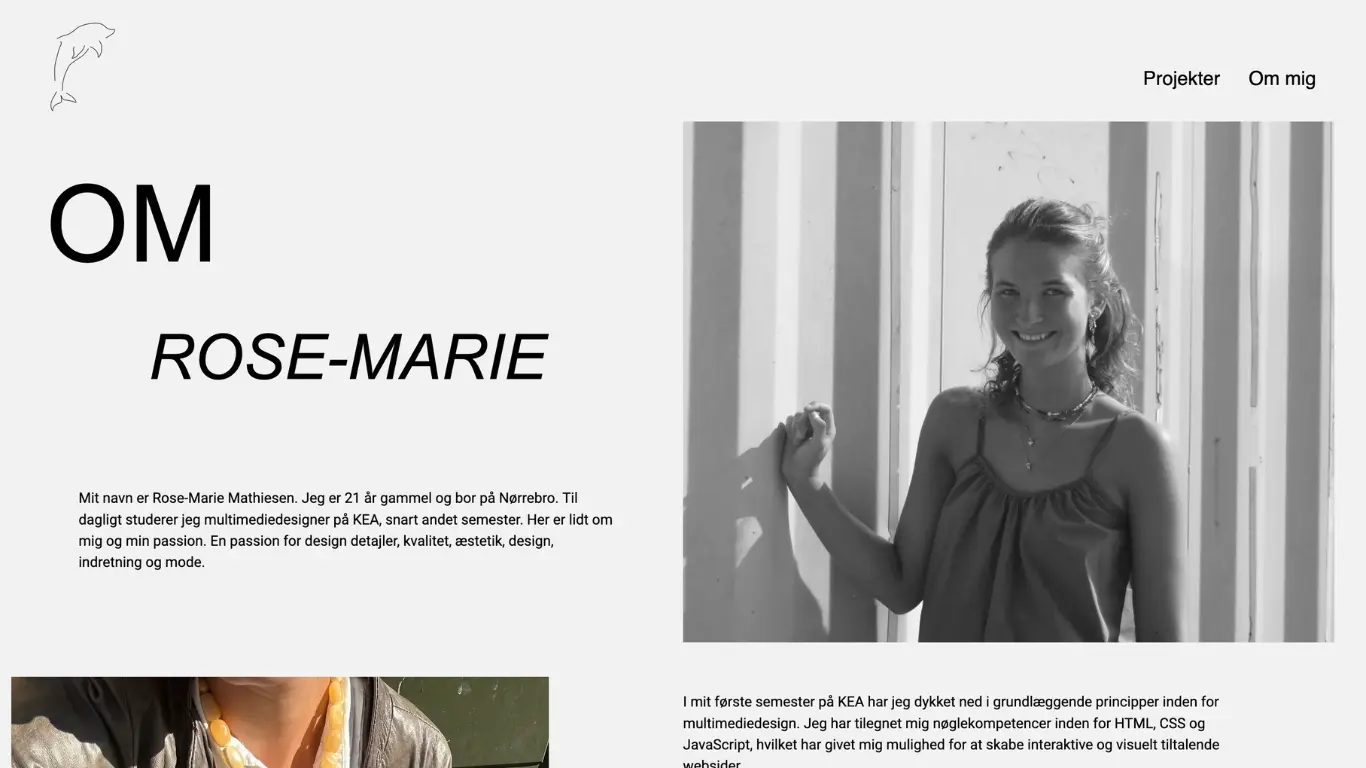 Projekter
Om mig
OM
ROSE-MARIE
Mit navn er Rose-Marie Mathiesen. Jeg er 21 år gammel og bor på Nørrebro. Til
dagligt studerer jeg multimediedesigner på KEA, snart andet semester. Her er lidt om
mig og min passion. En passion for design detajler, kvalitet, æstetik, design,
indretning og mode.
I mit første semester på KEA har jeg dykket ned i grundlæggende principper inden for
multimediedesign. Jeg har tilegnet mig nøglekompetencer inden for HTML, CSS og
JavaScript, hvilket har givet mig mulighed for at skabe interaktive og visuelt tiltalende
websider